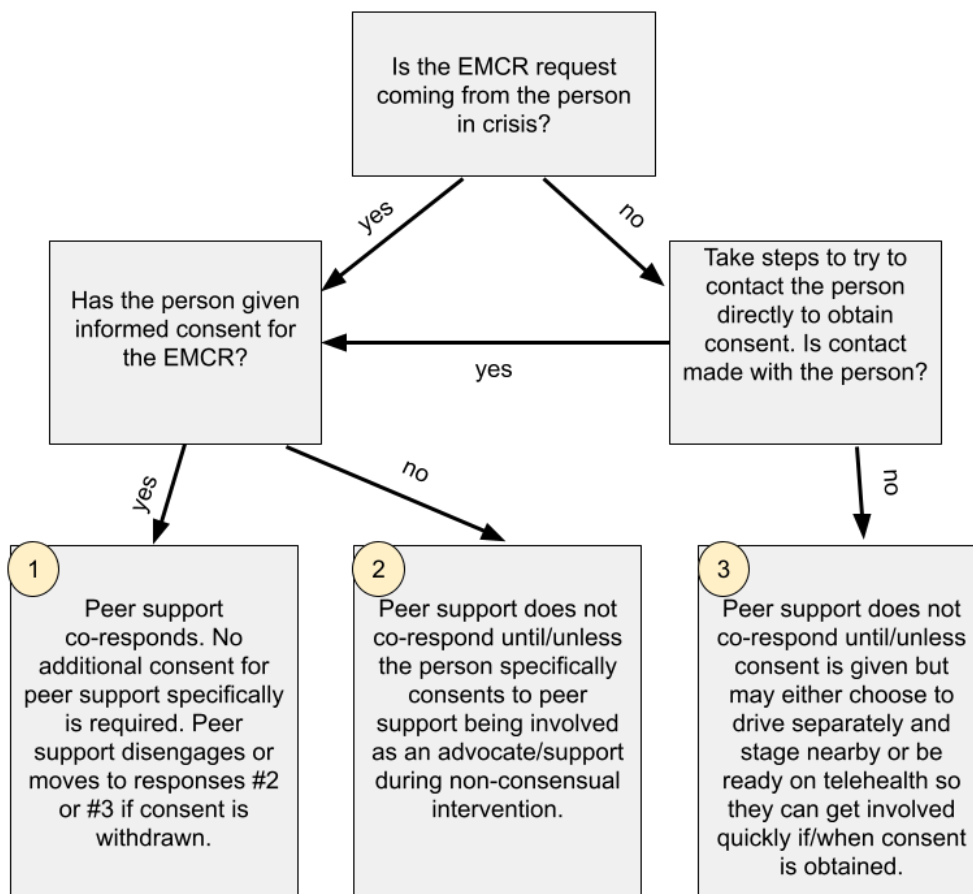 Is the EMCR request
coming from the person
in crisis?
yes
no
Has the person given
informed consent for
the EMCR?
yes
Take steps to try to
contact the person
directly to obtain
consent. Is contact
made with the person?
yes
no
no
1
Peer support
co-responds. No
additional consent for
peer support specifically
is required. Peer
support disengages or
moves to responses #2
or #3 if consent is
withdrawn.
2
Peer support does not
co-respond until/unless
the person specifically
consents to peer
support being involved
as an advocate/support
during non-consensual
intervention.
3
Peer support does not
co-respond until/unless
consent is given but
may either choose to
drive separately and
stage nearby or be
ready on telehealth so
they can get involved
quickly if/when consent
is obtained.